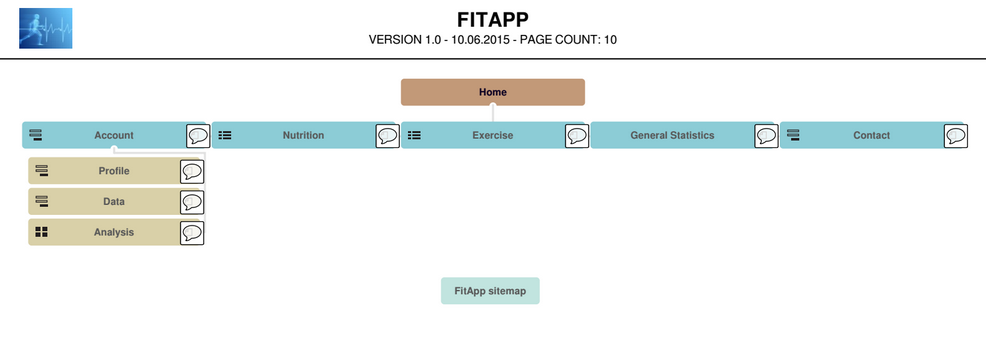 FITAPP
VERSION 1.0 - 10.06.2015 - PAGE COUNT: 10
Home
Account
Nutrition
Exercise
General Statistics
Contact
Profile
Data
Analysis
FitApp sitemap